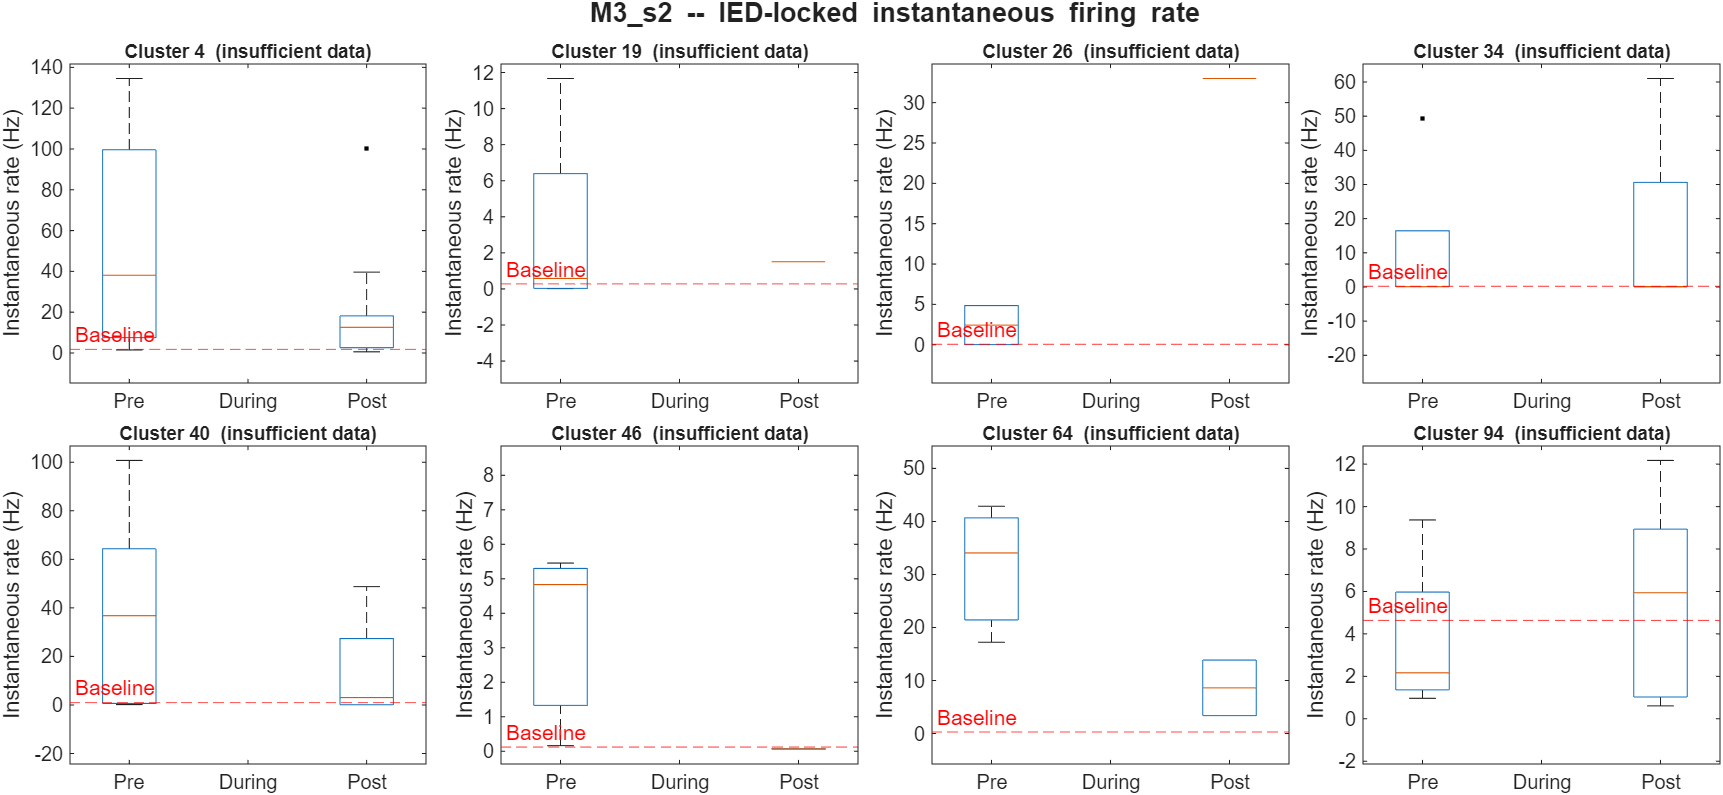 M3_s2 -- IED-locked instantaneous firing rate
Cluster 4 (insufficient data)
Cluster 19 (insufficient data)
Cluster 26 (insufficient data)
Cluster 34 (insufficient data)
Instantaneous rate (Hz)
140
120
100
80
60
40
20
0
Baseline
Pre
During
Post
Instantaneous rate (Hz)
12
10
8
6
4
2
0
-2
-4
Baseline
Pre
During
Post
Instantaneous rate (Hz)
30
25
20
15
10
5
0
Baseline
Pre
During
Post
Instantaneous rate (Hz)
60
50
40
30
20
10
0
-10
-20
Baseline
Pre
During
Post
Cluster 40 (insufficient data)
Cluster 46 (insufficient data)
Cluster 64 (insufficient data)
Cluster 94 (insufficient data)
Instantaneous rate (Hz)
100
80
60
40
20
0
-20
Baseline
Pre
During
Post
Instantaneous rate (Hz)
8
7
6
5
4
3
2
1
0
Baseline
Pre
During
Post
Instantaneous rate (Hz)
50
40
30
20
10
0
Baseline
Pre
During
Post
Instantaneous rate (Hz)
12
10
8
6
4
2
0
-2
Baseline
Pre
During
Post